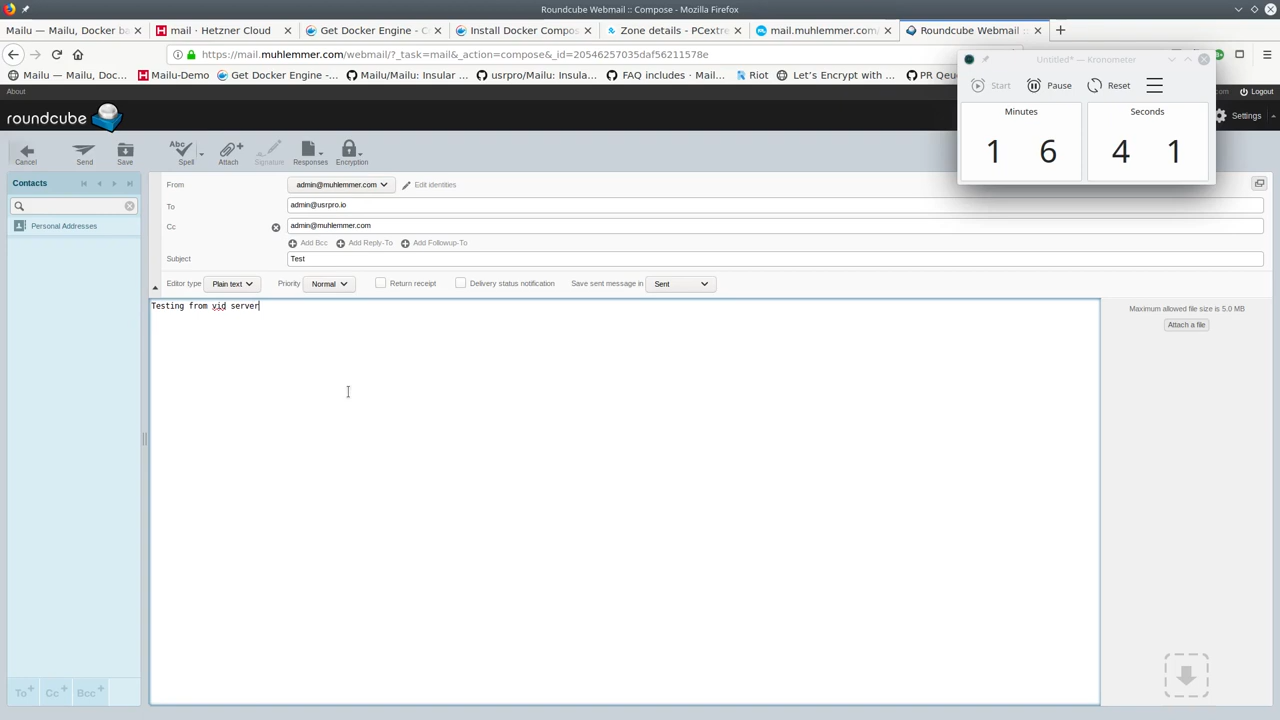 Roundcube Webmail :: Compose - Mozilla Firefox
Mailu — Mailu, Docker ba
mail · Hetzner Cloud
Get Docker Engine - C
Install Docker Compos
Zone details - PCextre
mail.muhlemmer.com/
Roundcube Webmail ::
https://mail.muhlemmer.com/webmail/?_task=mail&_action=compose&_id=20546257035daf56211578e
Mailu — Mailu, Doc...
Mailu-Demo
Get Docker Engine -...
Mailu/Mailu: Insular ...
usrpro/Mailu: Insula...
FAQ includes · Mail...
Riot
Let's Encrypt with ...
PR Qeu
Untitled* — Kronometer
Start
Pause
Reset
Minutes
Seconds
1 6
4 1
About
.com
Logout
roundcube
Settings
Cancel
Send
Save
Abc
Spell
Attach
Signature
Responses
Encryption
Contacts
Personal Addresses
From
admin@muhlemmer.com
Edit identities
To
admin@usrpro.io
Cc
admin@muhlemmer.com
Add Bcc
Add Reply-To
Add Followup-To
Subject
Test
Editor type
Plain text
Priority
Normal
Return receipt
Delivery status notification
Save sent message in
Sent
Testing from vid server
Maximum allowed file size is 5.0 MB
Attach a file
To+
Cc+
Bcc+